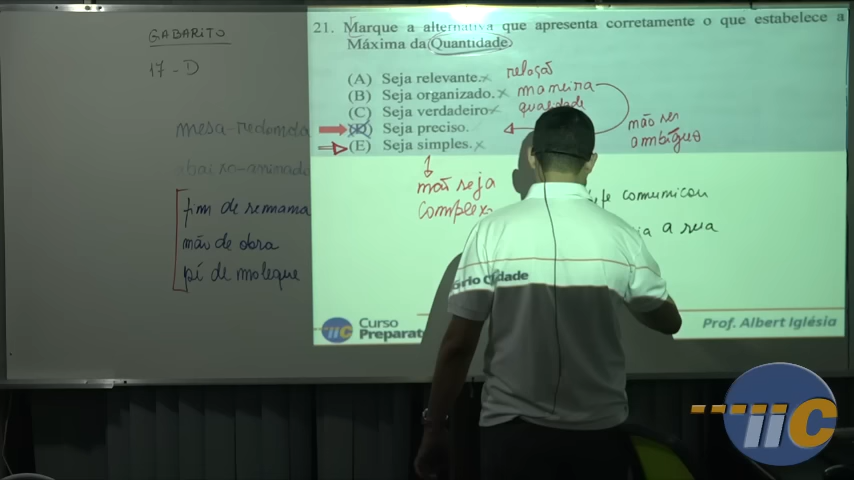 GABARITO
17 - D
mesa-redonda
fim de semama
mão de obra
pé de moleque
21. Marque a alternativa que apresenta corretamente o que estabelece a
Máxima da Quantidade
(A) Seja relevante. x relação
(B) Seja organizado. x maneira
(C) Seja verdadeiro x qualidade
(D) Seja preciso.
(E) Seja simples. x
não ser
ambíguo
não seja
complexo
comunicou
a sua
Curso
Prof. Albert Iglésia
IIC